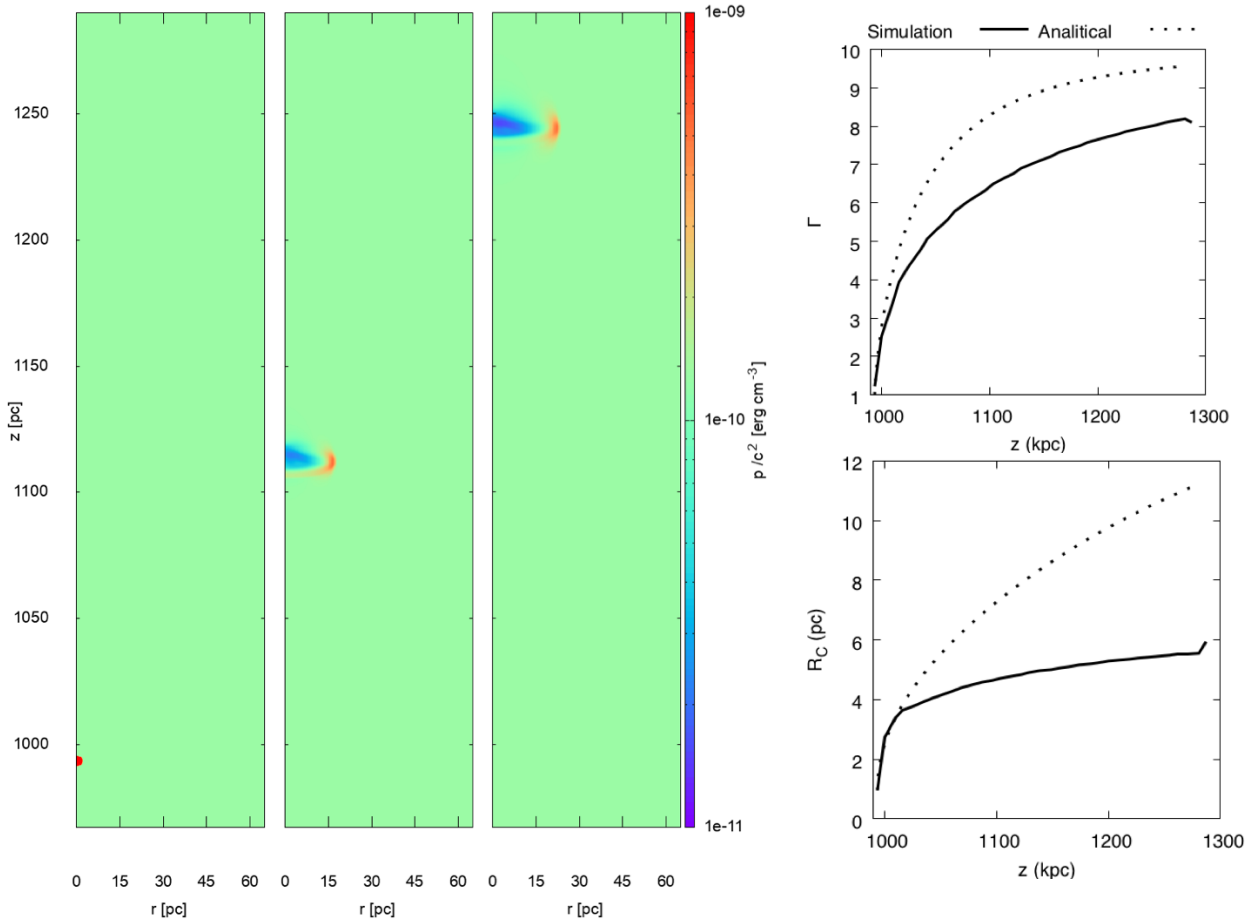 1250
1200
1150
1100
1050
1000
z [pc]
0 15 30 45 60
r [pc]
0 15 30 45 60
r [pc]
0 15 30 45 60
r [pc]
1e-09
1e-10
1e-11
p /c² [erg cm⁻³]
Simulation Analitical
10
9
8
7
6
5
4
3
2
1
Γ
1000 1100 1200 1300
z (kpc)
12
10
8
6
4
2
0
R_C (pc)
1000 1100 1200 1300
z (kpc)